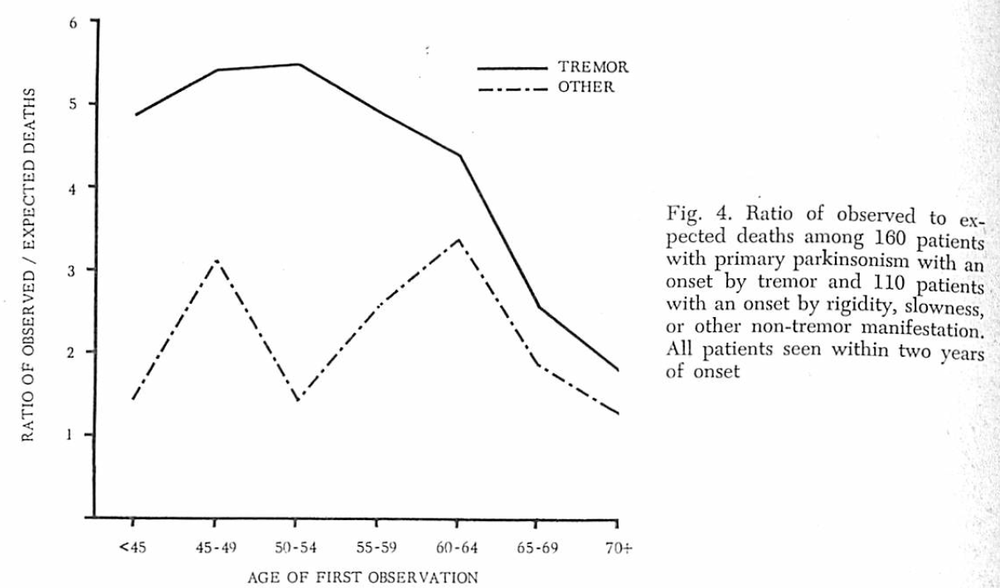 6
5
4
3
2
1
RATIO OF OBSERVED / EXPECTED DEATHS
TREMOR
OTHER
<45
45-49
50-54
55-59
60-64
65-69
70+
AGE OF FIRST OBSERVATION
Fig. 4. Ratio of observed to ex-
pected deaths among 160 patients
with primary parkinsonism with an
onset by tremor and 110 patients
with an onset by rigidity, slowness,
or other non-tremor manifestation.
All patients seen within two years
of onset